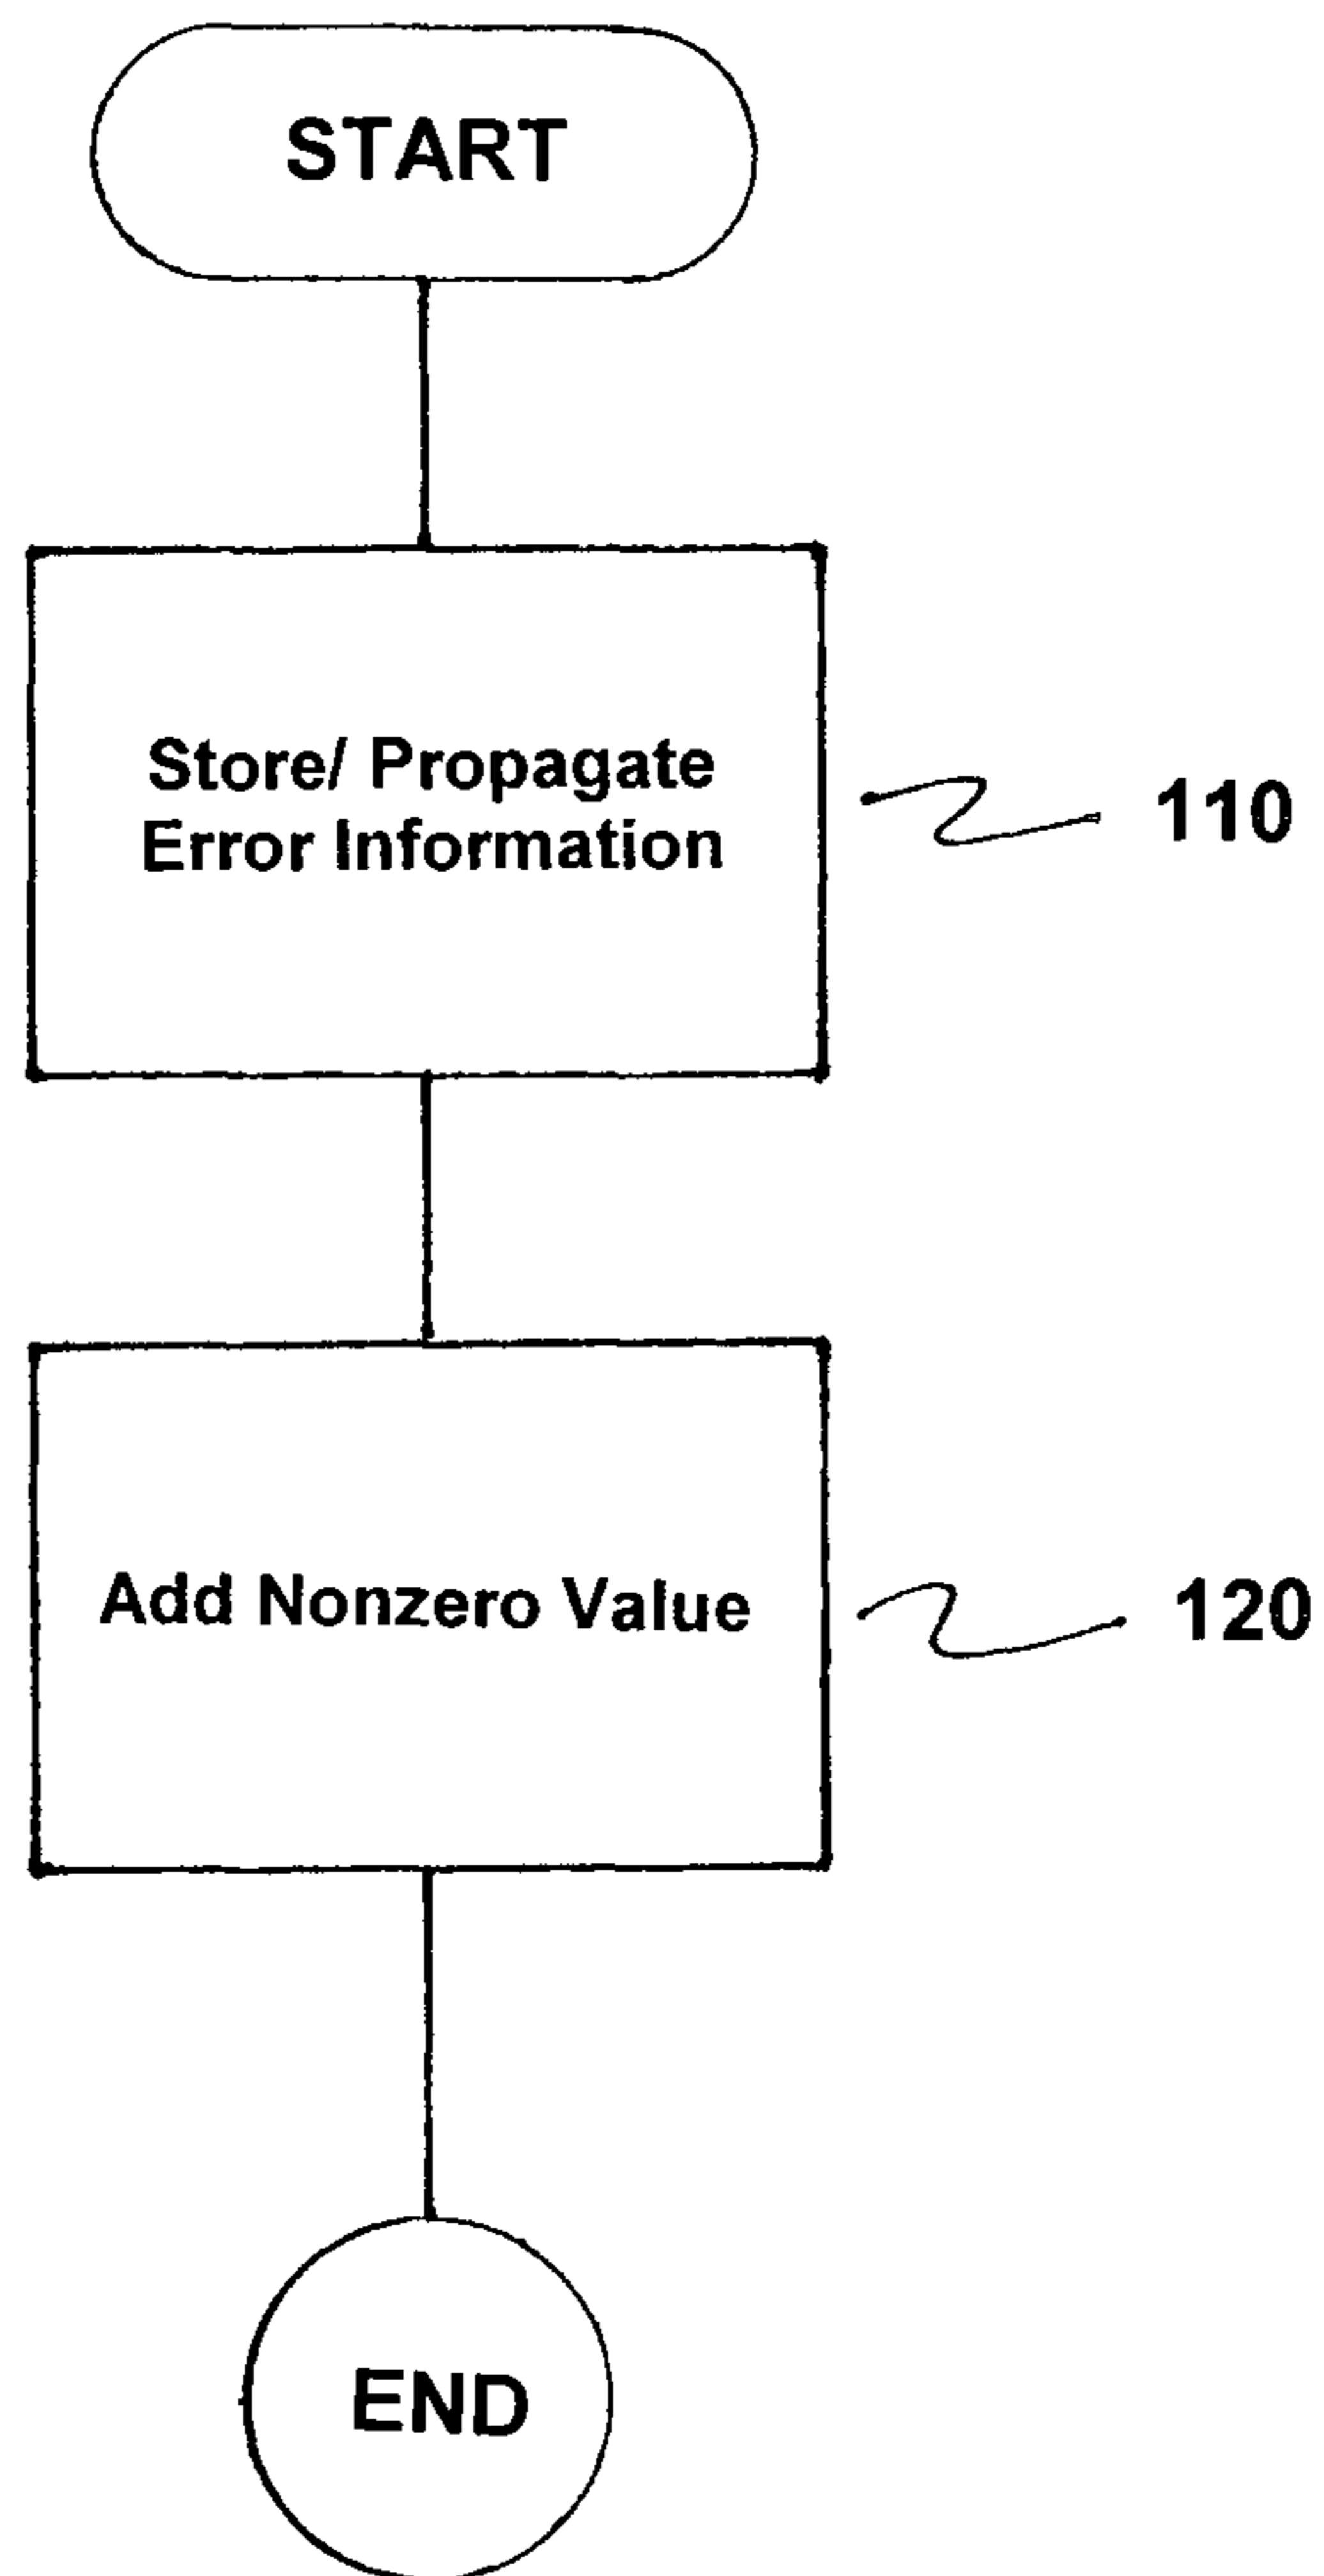 START
Store/ Propagate
Error Information
110
Add Nonzero Value
120
END